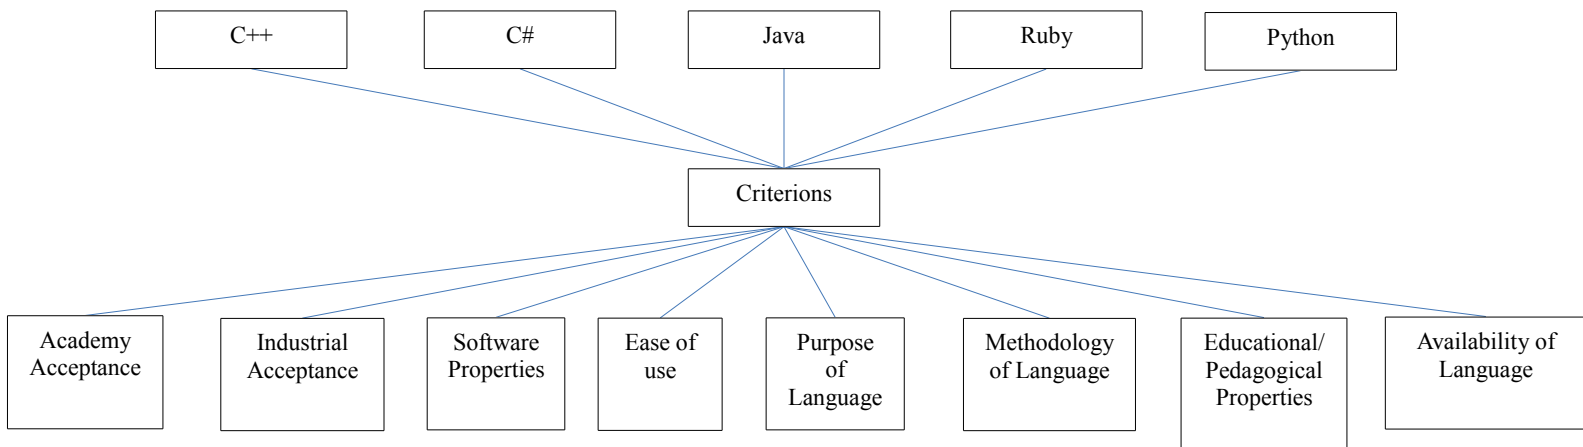 C++
C#
Java
Ruby
Python
Criterions
Academy
Acceptance
Industrial
Acceptance
Software
Properties
Ease of
use
Purpose
of
Language
Methodology
of Language
Educational/
Pedagogical
Properties
Availability of
Language